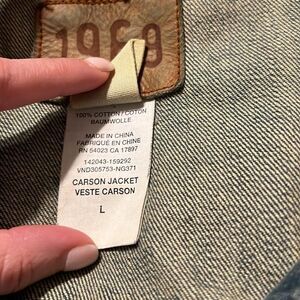 1969
100% COTTON / COTON
BAUMWOLLE
MADE IN CHINA
FABRIQUÉ EN CHINE
RN 54023 CA 17897
142043-159292
VND305753-NG371
CARSON JACKET
VESTE CARSON
L